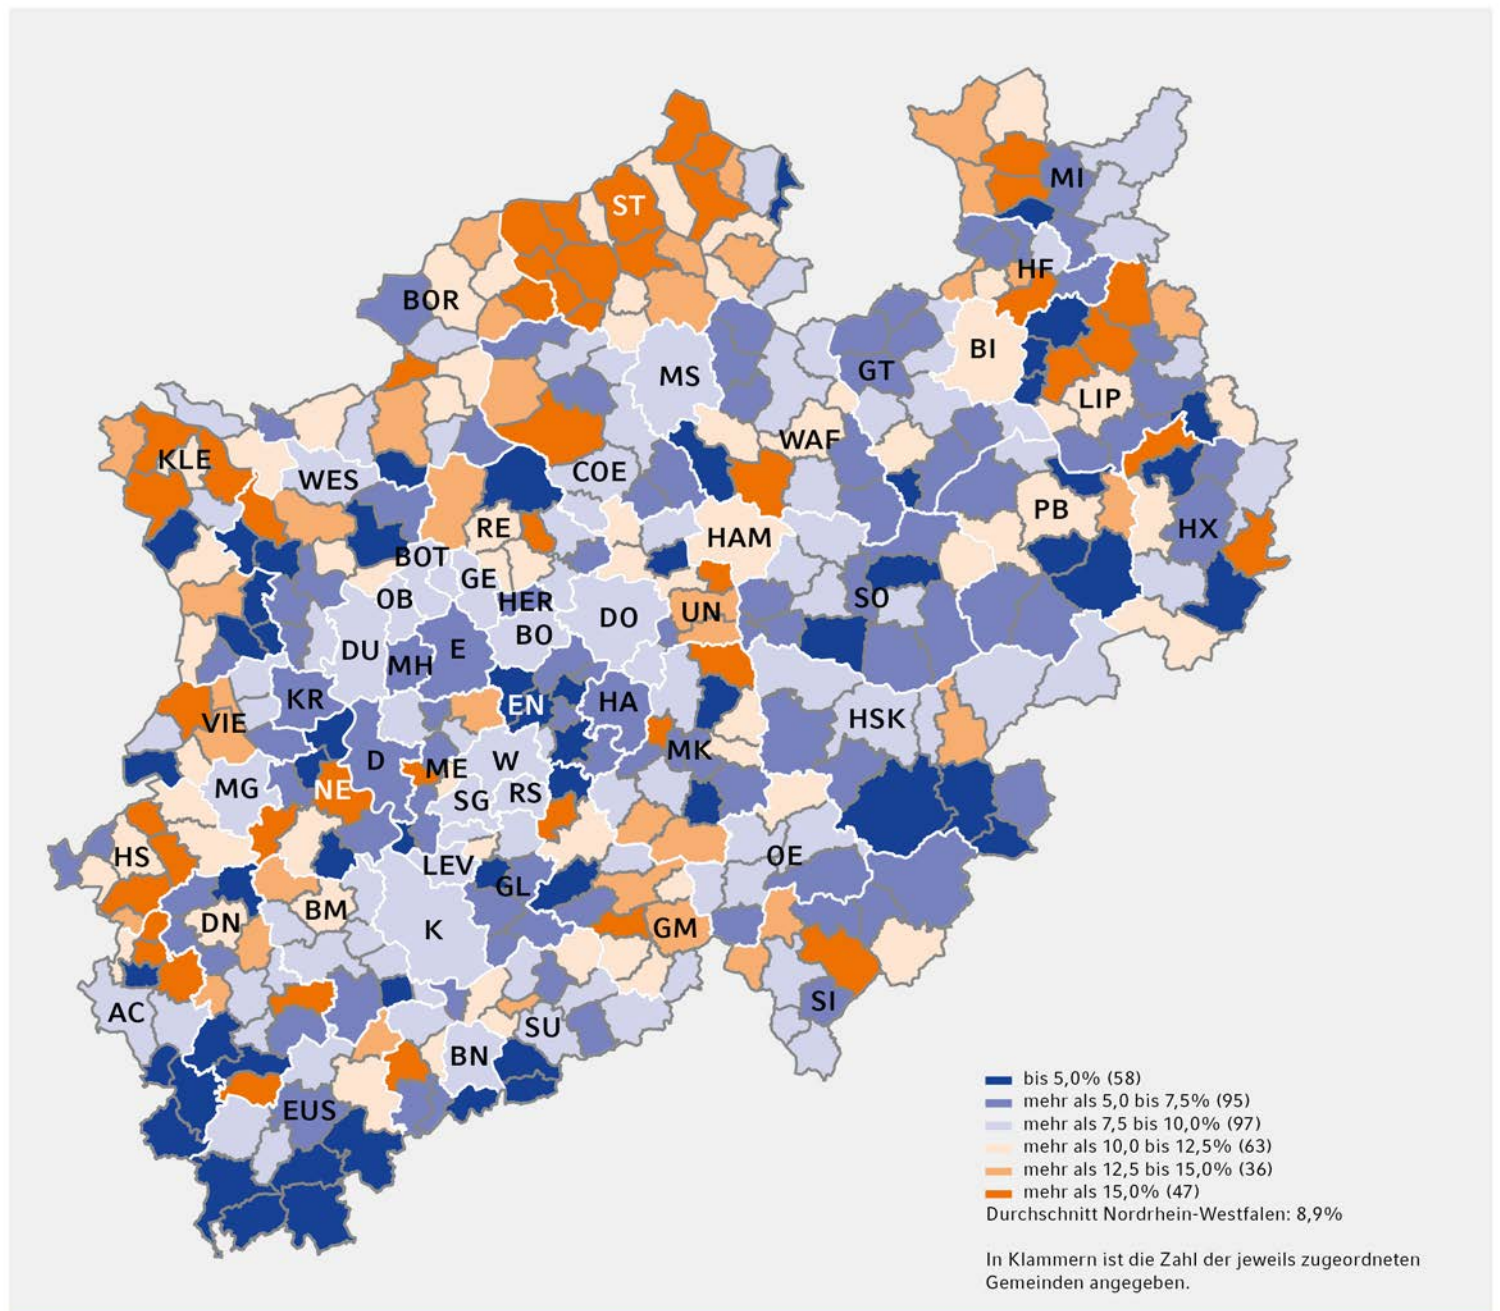 ST
MI
HF
BOR
BI
MS
GT
LIP
WAF
KLE
WES
COE
PB
RE
HX
HAM
BOT
GE
OB
HER
SO
DO
UN
BO
DU
E
MH
KR
EN
HA
VIE
HSK
MK
D
ME
W
MG
NE
SG
RS
HS
OE
LEV
GL
BM
DN
K
GM
SI
AC
SU
BN
EUS
bis 5,0% (58)
mehr als 5,0 bis 7,5% (95)
mehr als 7,5 bis 10,0% (97)
mehr als 10,0 bis 12,5% (63)
mehr als 12,5 bis 15,0% (36)
mehr als 15,0% (47)
Durchschnitt Nordrhein-Westfalen: 8,9%
In Klammern ist die Zahl der jeweils zugeordneten
Gemeinden angegeben.